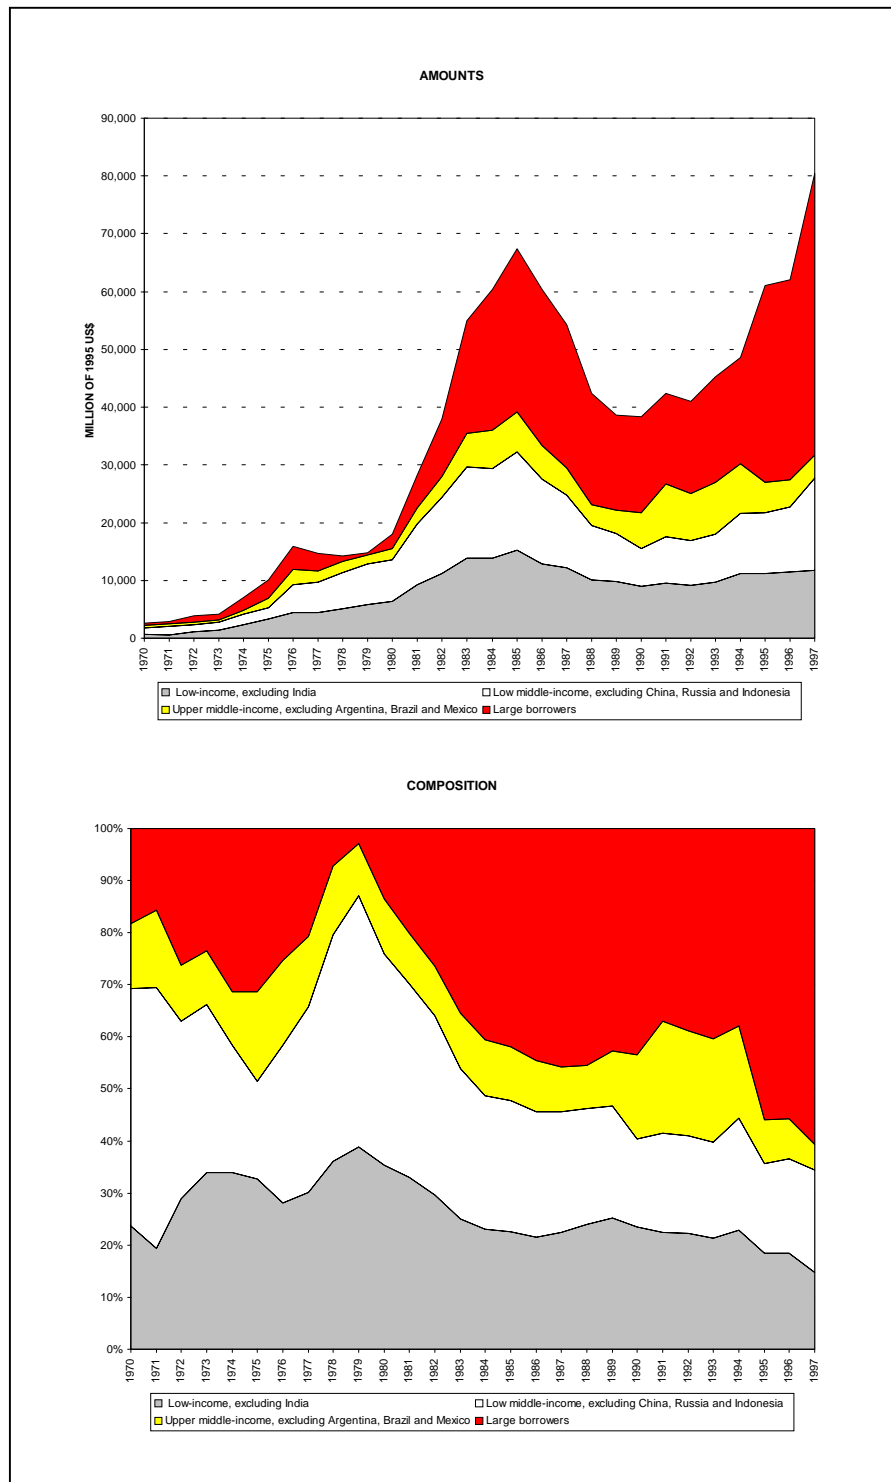 AMOUNTS
90,000
80,000
70,000
60,000
50,000
40,000
30,000
20,000
10,000
0
MILLION OF 1995 US$
1970 1971 1972 1973 1974 1975 1976 1977 1978 1979 1980 1981 1982 1983 1984 1985 1986 1987 1988 1989 1990 1991 1992 1993 1994 1995 1996 1997
Low-income, excluding India Low middle-income, excluding China, Russia and Indonesia
Upper middle-income, excluding Argentina, Brazil and Mexico Large borrowers
COMPOSITION
100%
90%
80%
70%
60%
50%
40%
30%
20%
10%
0%
1970 1971 1972 1973 1974 1975 1976 1977 1978 1979 1980 1981 1982 1983 1984 1985 1986 1987 1988 1989 1990 1991 1992 1993 1994 1995 1996 1997
Low-income, excluding India Low middle-income, excluding China, Russia and Indonesia
Upper middle-income, excluding Argentina, Brazil and Mexico Large borrowers